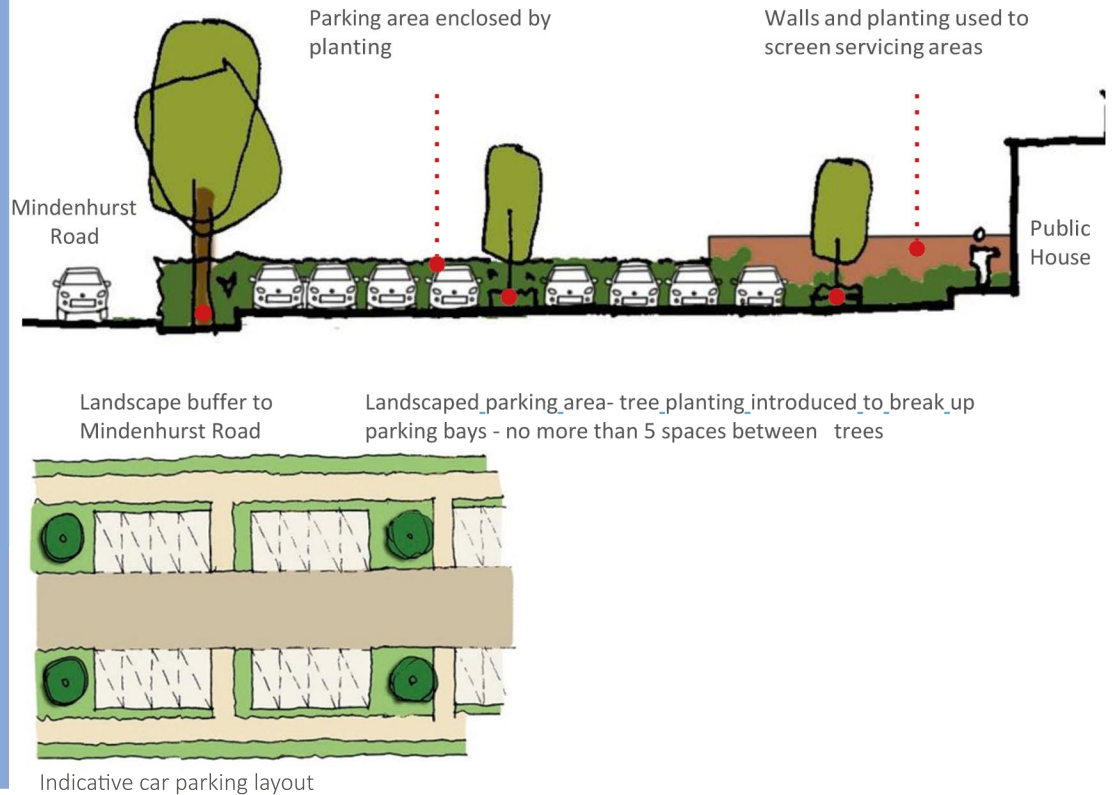 Parking area enclosed by
planting
Walls and planting used to
screen servicing areas
Mindenhurst
Road
Public
House
Landscape buffer to
Mindenhurst Road
Landscaped parking area- tree planting introduced to break up
parking bays - no more than 5 spaces between trees
Indicative car parking layout